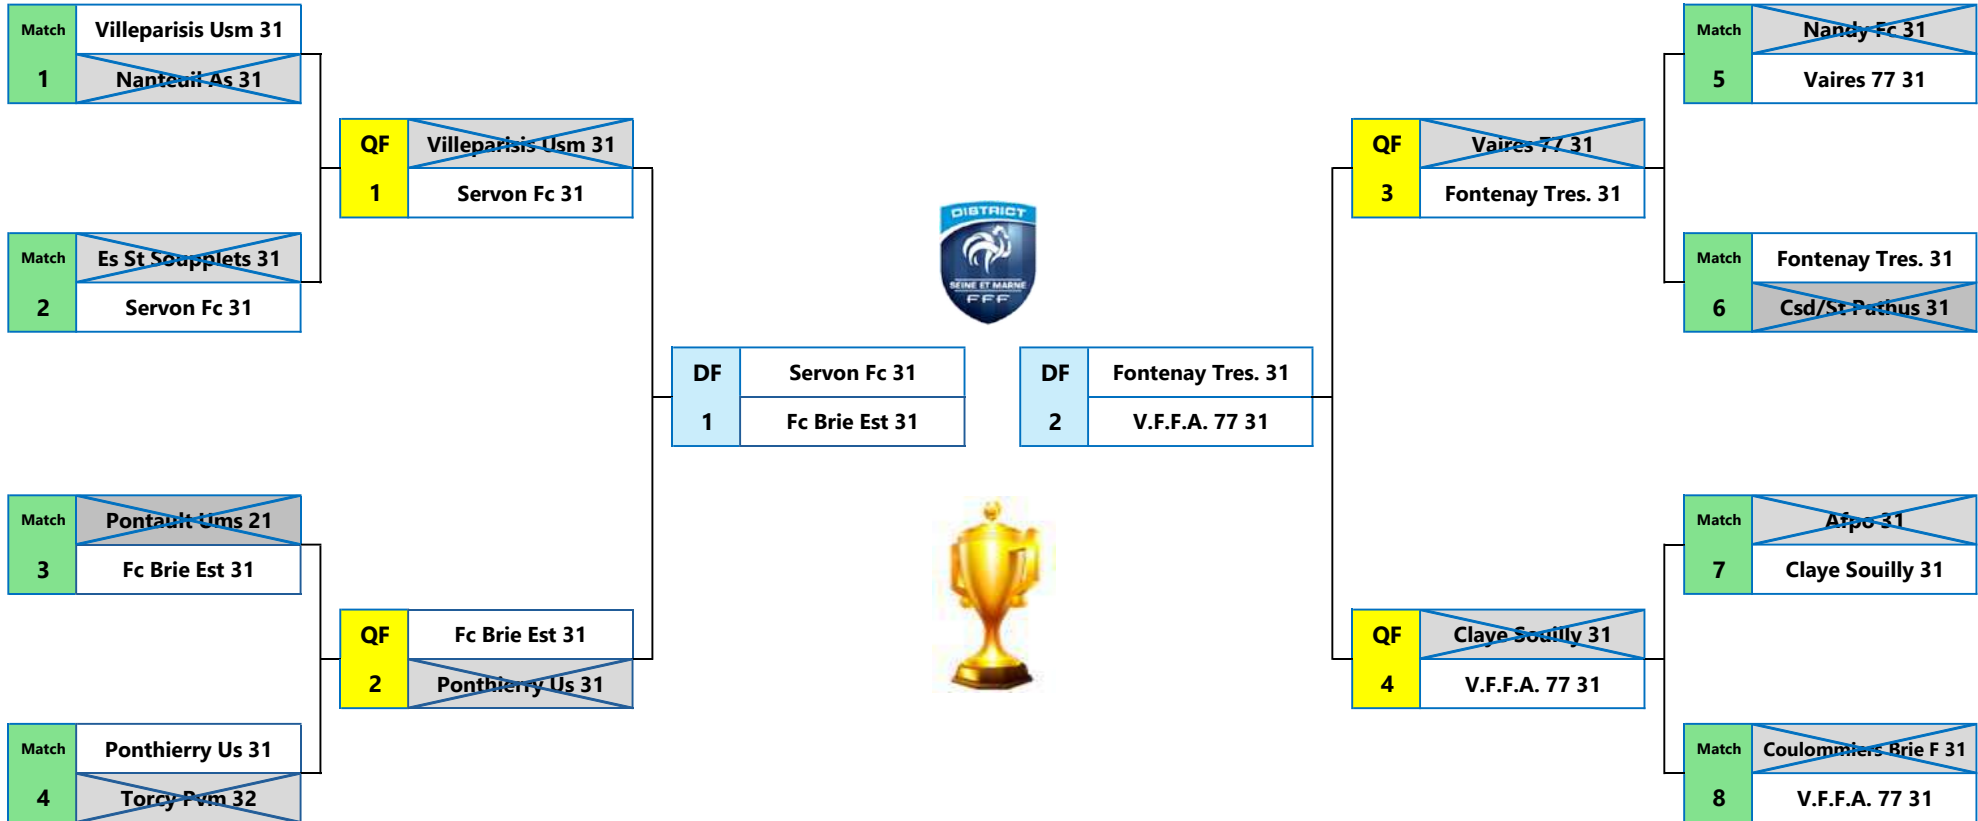 Match 1
Villeparisis Usm 31
Nanteuil As 31
Match 2
Es St Soupplets 31
Servon Fc 31
Match 3
Pontault Ums 21
Fc Brie Est 31
Match 4
Ponthierry Us 31
Torcy Pvm 32
QF 1
Villeparisis Usm 31
Servon Fc 31
QF 2
Fc Brie Est 31
Ponthierry Us 31
DF 1
Servon Fc 31
Fc Brie Est 31
DISTRICT
SEINE ET MARNE
FFF
DF 2
Fontenay Tres. 31
V.F.F.A. 77 31
QF 3
Vaires 77 31
Fontenay Tres. 31
QF 4
Claye Souilly 31
V.F.F.A. 77 31
Match 5
Nandy Fc 31
Vaires 77 31
Match 6
Fontenay Tres. 31
Csd/St Pathus 31
Match 7
Afpo 31
Claye Souilly 31
Match 8
Coulommiers Brie F 31
V.F.F.A. 77 31